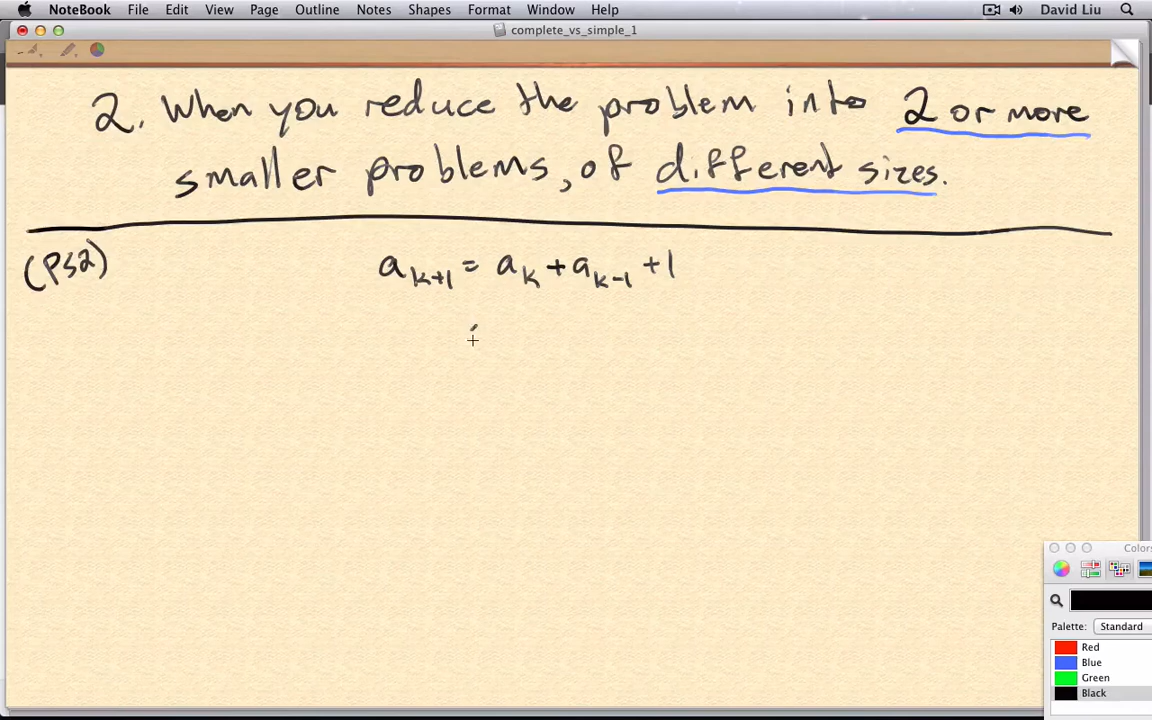 NoteBook File Edit View Page Outline Notes Shapes Format Window Help David Liu
complete_vs_simple_1
2. When you reduce the problem into 2 or more
smaller problems, of different sizes.
(PS2) a_{k+1} = a_k + a_{k-1} + 1
Colors
Palette: Standard
Red
Blue
Green
Black